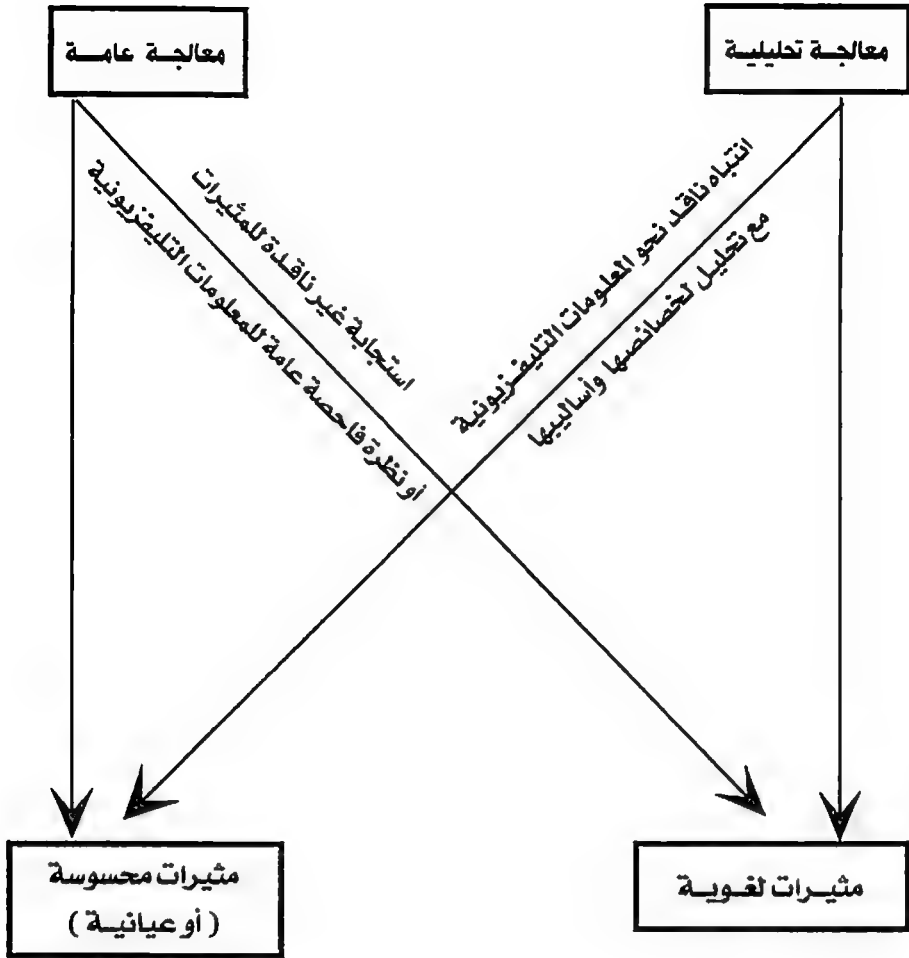 معالجة تحليلية
معالجة عامة
انتباه ناقد نحو المعلومات التليفزيونية
مع تحليل لخصائصها وأساليبها
استجابة غير ناقدة للمثيرات
أو نظرة فاحصة عامة للمعلومات التليفزيونية
مثيرات لغوية
مثيرات محسوسة
( أو عيانية )